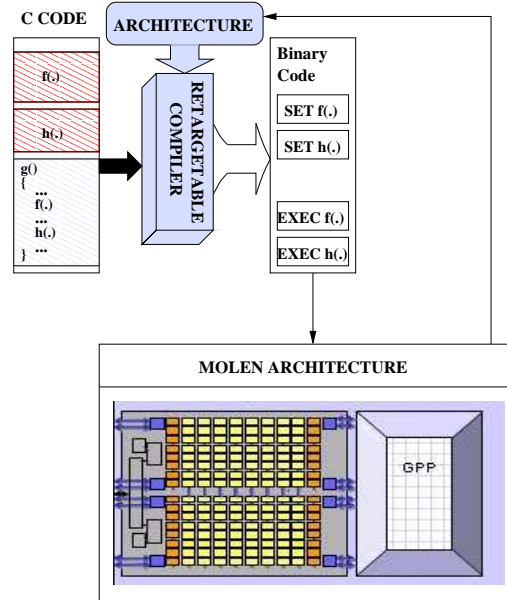 C CODE
f(.)
h(.)
g()
{
...
f(.)
...
h(.)
...
}
ARCHITECTURE
RETARGETABLE
COMPILER
Binary
Code
SET f(.)
SET h(.)
EXEC f(.)
EXEC h(.)
MOLEN ARCHITECTURE
GPP